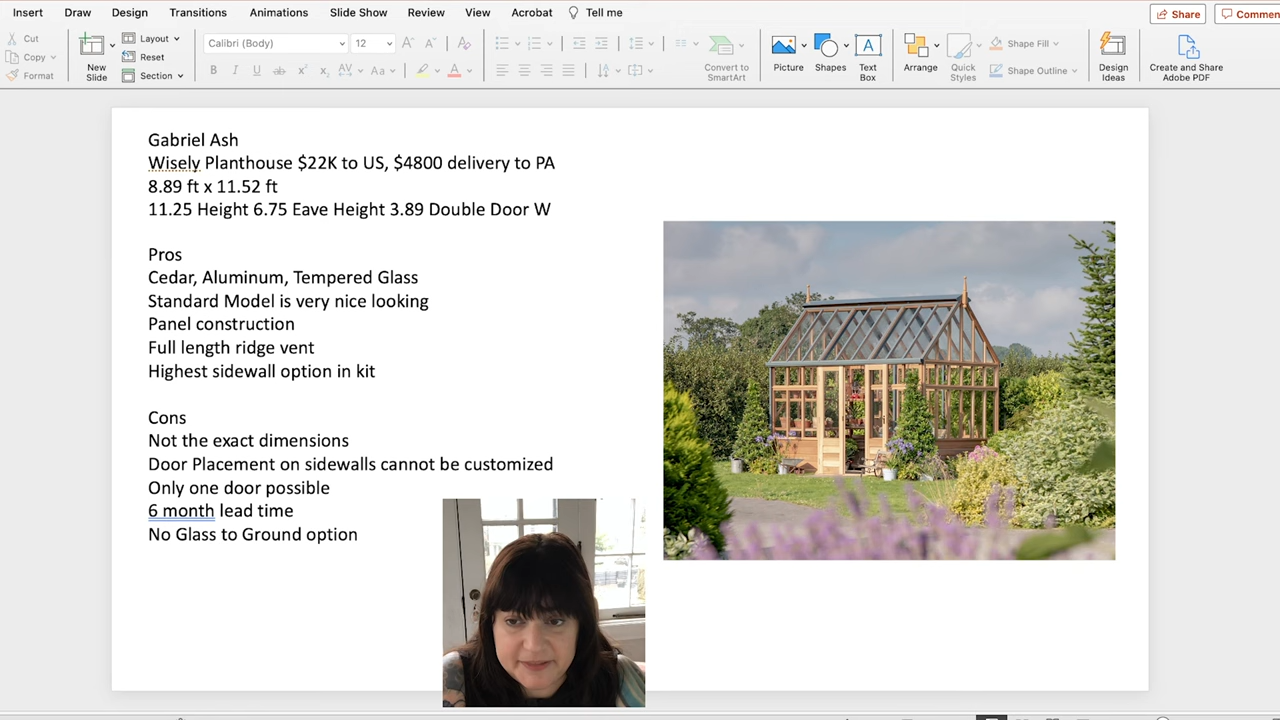 Insert Draw Design Transitions Animations Slide Show Review View Acrobat Tell me Share Commen
Cut
Copy
Format
New Slide
Layout
Reset
Section
Calibri (Body) 12
Convert to SmartArt
Picture
Shapes
Text Box
Arrange
Quick Styles
Shape Fill
Shape Outline
Design Ideas
Create and Share Adobe PDF
Gabriel Ash
Wisely Planthouse $22K to US, $4800 delivery to PA
8.89 ft x 11.52 ft
11.25 Height 6.75 Eave Height 3.89 Double Door W
Pros
Cedar, Aluminum, Tempered Glass
Standard Model is very nice looking
Panel construction
Full length ridge vent
Highest sidewall option in kit
Cons
Not the exact dimensions
Door Placement on sidewalls cannot be customized
Only one door possible
6 month lead time
No Glass to Ground option